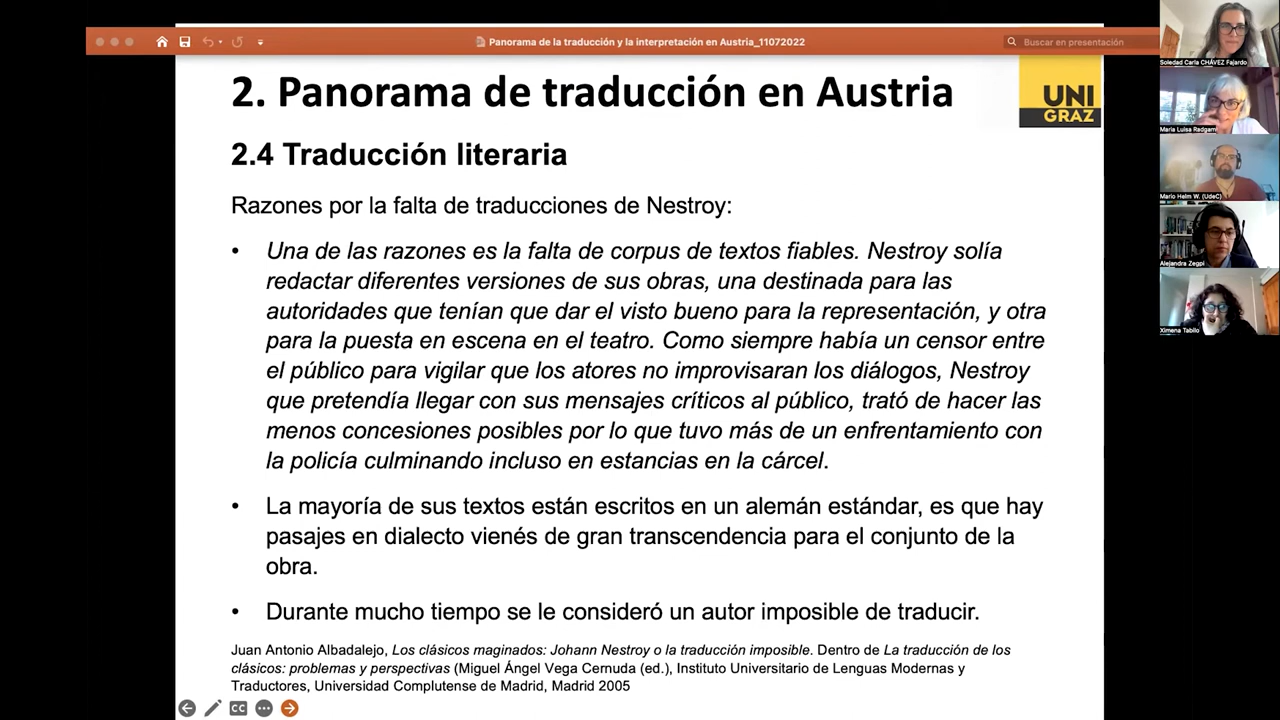 Panorama de la traducción y la interpretación en Austria_11072022
Buscar en presentación
2. Panorama de traducción en Austria
UNI
GRAZ
2.4 Traducción literaria
Razones por la falta de traducciones de Nestroy:
• Una de las razones es la falta de corpus de textos fiables. Nestroy solía
redactar diferentes versiones de sus obras, una destinada para las
autoridades que tenían que dar el visto bueno para la representación, y otra
para la puesta en escena en el teatro. Como siempre había un censor entre
el público para vigilar que los atores no improvisaran los diálogos, Nestroy
que pretendía llegar con sus mensajes críticos al público, trató de hacer las
menos concesiones posibles por lo que tuvo más de un enfrentamiento con
la policía culminando incluso en estancias en la cárcel.
• La mayoría de sus textos están escritos en un alemán estándar, es que hay
pasajes en dialecto vienés de gran transcendencia para el conjunto de la
obra.
• Durante mucho tiempo se le consideró un autor imposible de traducir.
Juan Antonio Albadalejo, Los clásicos maginados: Johann Nestroy o la traducción imposible. Dentro de La traducción de los
clásicos: problemas y perspectivas (Miguel Ángel Vega Cernuda (ed.), Instituto Universitario de Lenguas Modernas y
Traductores, Universidad Complutense de Madrid, Madrid 2005
CC
Soledad Carla CHÁVEZ Fajardo
Maria Luisa Radgam
Mario Helm W. (UdeC)
Alejandra Zegpi
Ximena Tabilo